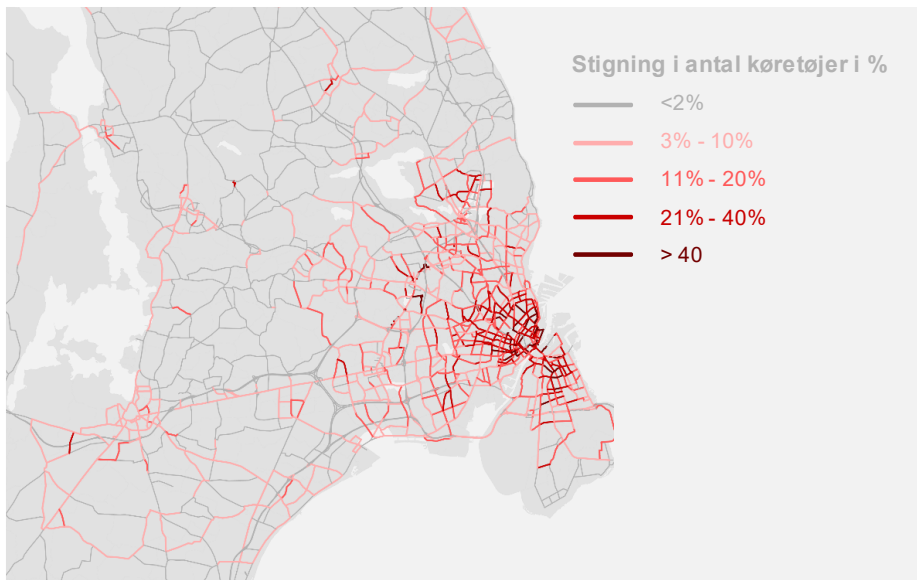 Stigning i antal køretøjer i %
<2%
3% - 10%
11% - 20%
21% - 40%
> 40